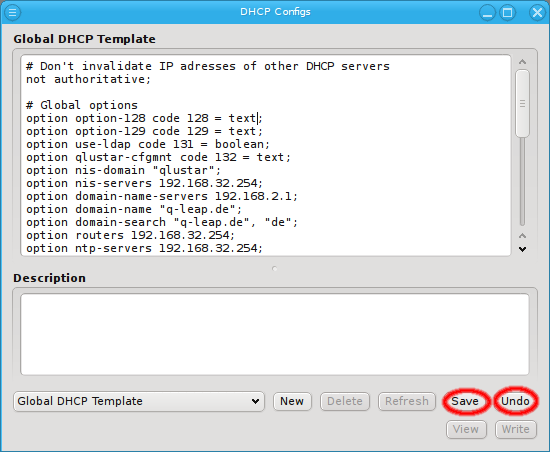 DHCP Configs
Global DHCP Template
# Don't invalidate IP adresses of other DHCP servers
not authoritative;
# Global options
option option-128 code 128 = text;
option option-129 code 129 = text;
option use-ldap code 131 = boolean;
option qlustar-cfgmnt code 132 = text;
option nis-domain "qlustar";
option nis-servers 192.168.32.254;
option domain-name-servers 192.168.2.1;
option domain-name "q-leap.de";
option domain-search "q-leap.de", "de";
option routers 192.168.32.254;
option ntp-servers 192.168.32.254;
Description
Global DHCP Template New Delete Refresh Save Undo
View Write